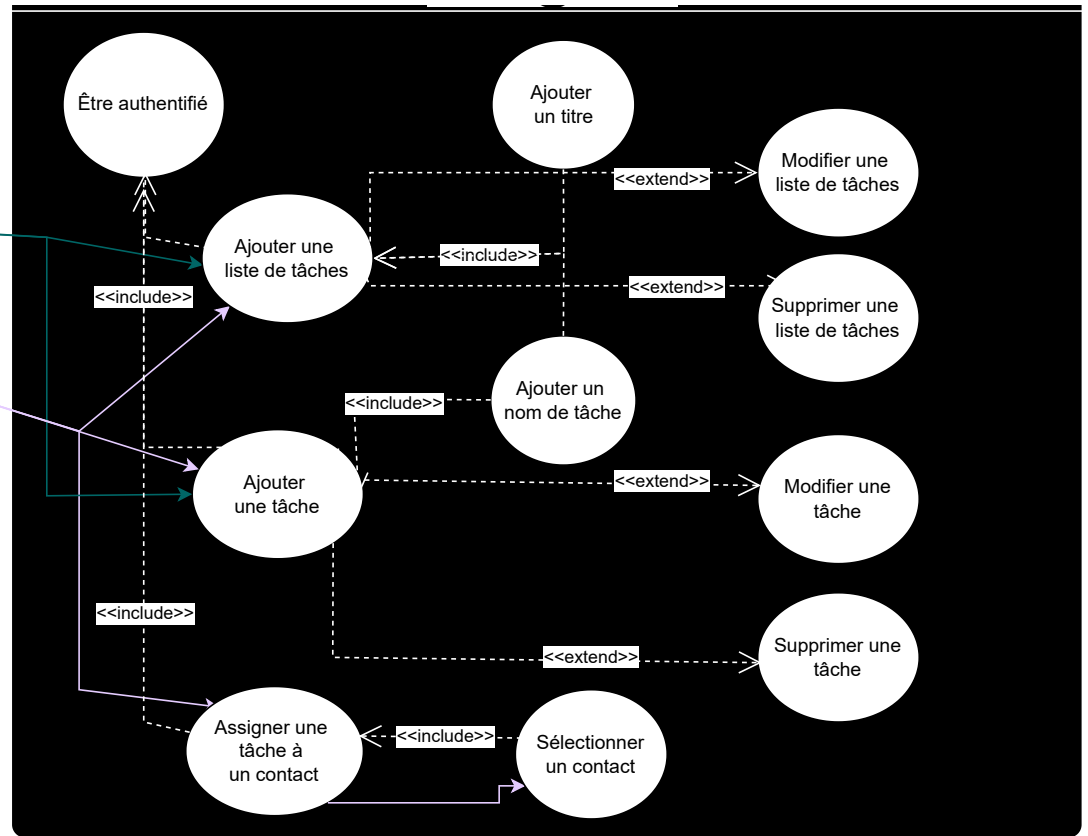 Être authentifié
Ajouter
un titre
<<extend>>
Modifier une
liste de tâches
Ajouter une
liste de tâches
<<include>>
<<include>>
<<extend>>
Supprimer une
liste de tâches
<<include>>
Ajouter un
nom de tâche
Ajouter
une tâche
<<extend>>
Modifier une
tâche
<<include>>
<<extend>>
Supprimer une
tâche
Assigner une
tâche à
un contact
<<include>>
Sélectionner
un contact